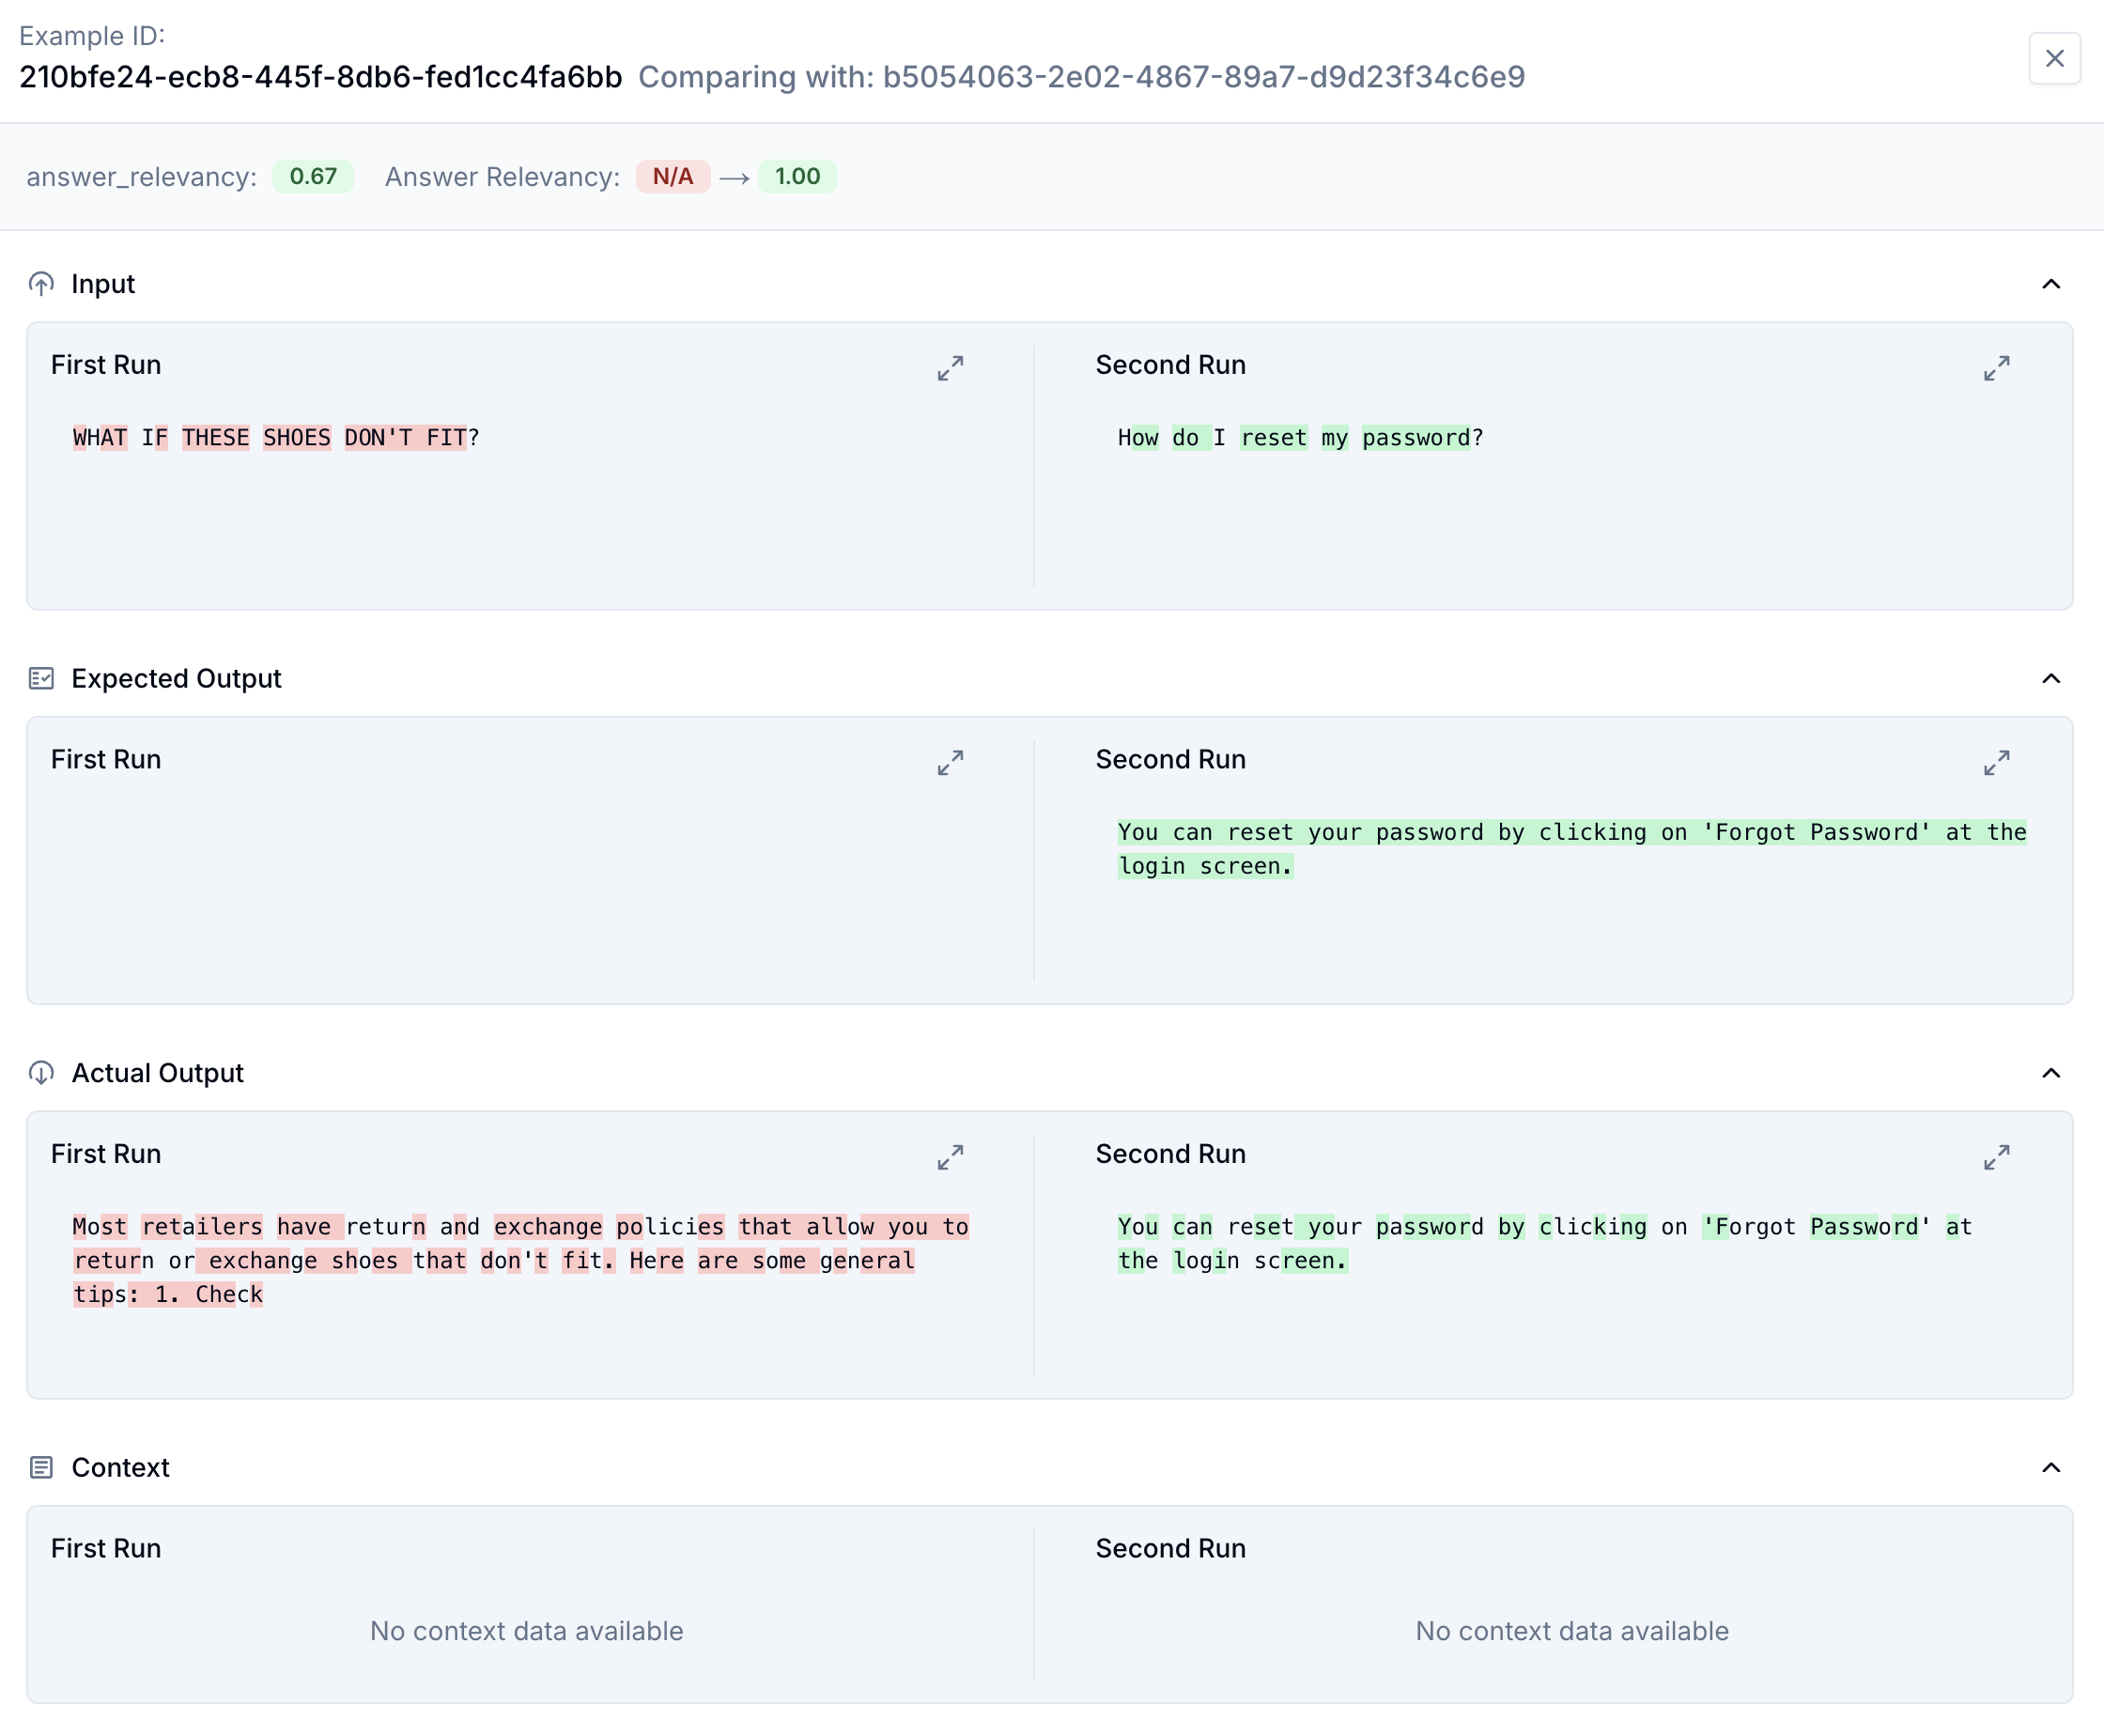 Example ID:
210bfe24-ecb8-445f-8db6-fed1cc4fa6bb Comparing with: b5054063-2e02-4867-89a7-d9d23f34c6e9
answer_relevancy: 0.67 Answer Relevancy: N/A → 1.00
Input
First Run
WHAT IF THESE SHOES DON'T FIT?
Second Run
How do I reset my password?
Expected Output
First Run
Second Run
You can reset your password by clicking on 'Forgot Password' at the
login screen.
Actual Output
First Run
Most retailers have return and exchange policies that allow you to
return or exchange shoes that don't fit. Here are some general
tips: 1. Check
Second Run
You can reset your password by clicking on 'Forgot Password' at
the login screen.
Context
First Run
No context data available
Second Run
No context data available